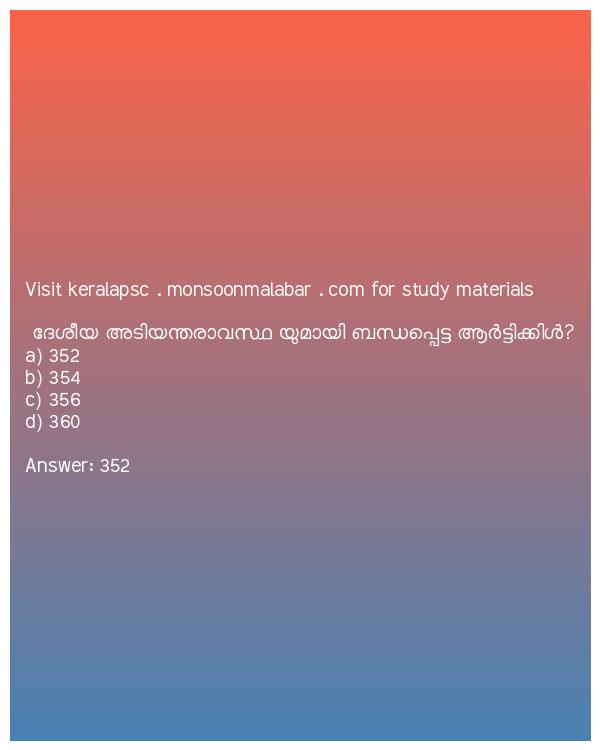 Visit keralapsc . monsoonmalabar . com for study materials
ദേശീയ അടിയന്തരാവസ്ഥ യുമായി ബന്ധപ്പെട്ട ആർട്ടിക്കിൾ?
a) 352
b) 354
c) 356
d) 360
Answer: 352